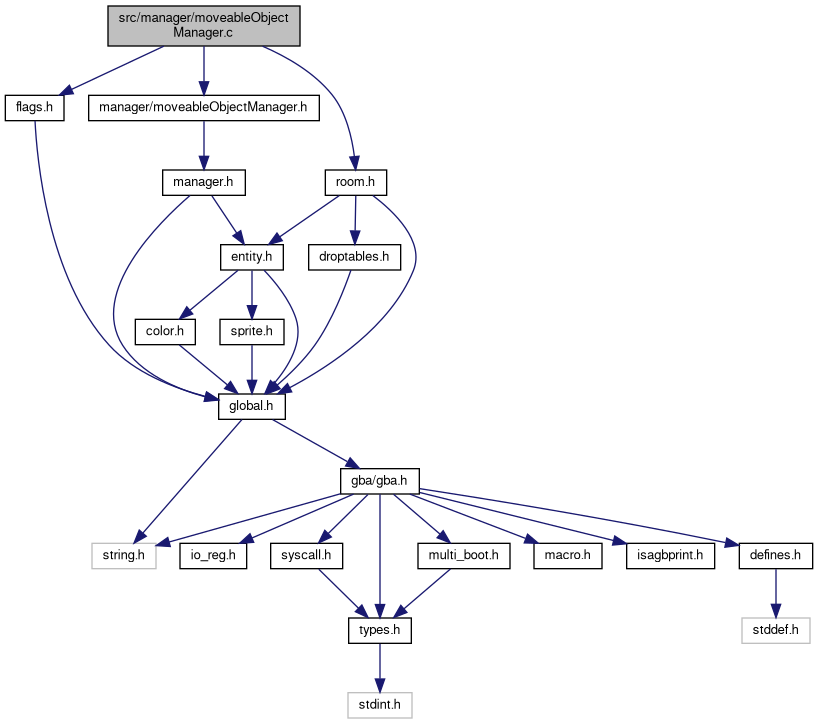 src/manager/moveableObject
Manager.c
flags.h
manager/moveableObjectManager.h
manager.h
room.h
entity.h
droptables.h
color.h
sprite.h
global.h
gba/gba.h
string.h
io_reg.h
syscall.h
multi_boot.h
macro.h
isagbprint.h
defines.h
types.h
stddef.h
stdint.h